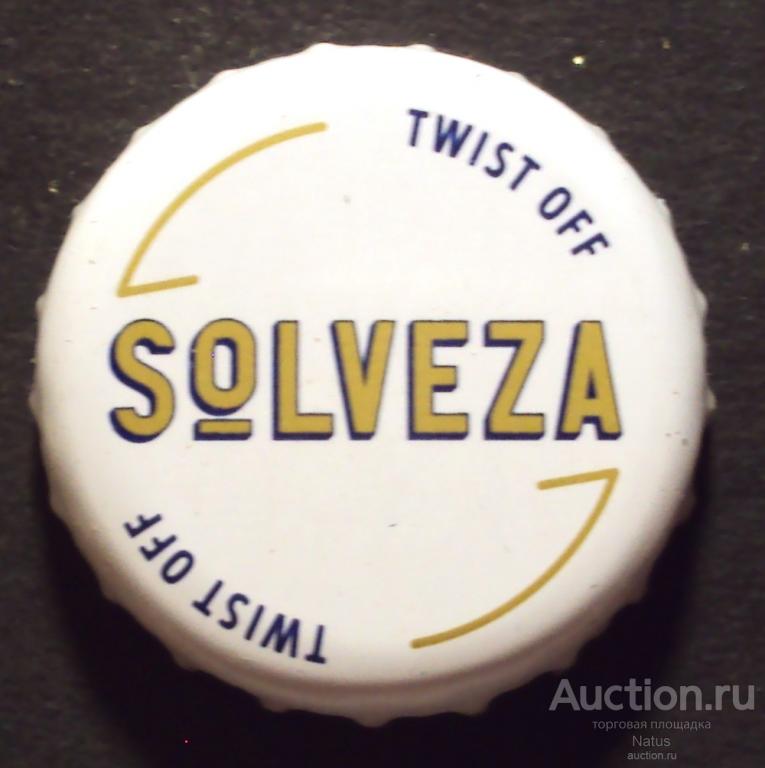 TWIST OFF
SOLVEZA
TWIST OFF
Auction.ru
торговая площадка
Natus
auction.ru